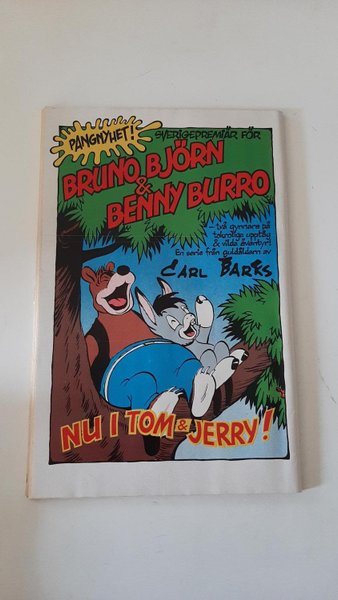 PANGNYHET!
SVERIGEPREMIÄR FÖR
BRUNO BJÖRN
&
BENNY BURRO
– två gynnare på
tokroliga upptåg
& vilda äventyr!
En serie från guldåldern av
CARL BARKS
NU I TOM & JERRY!